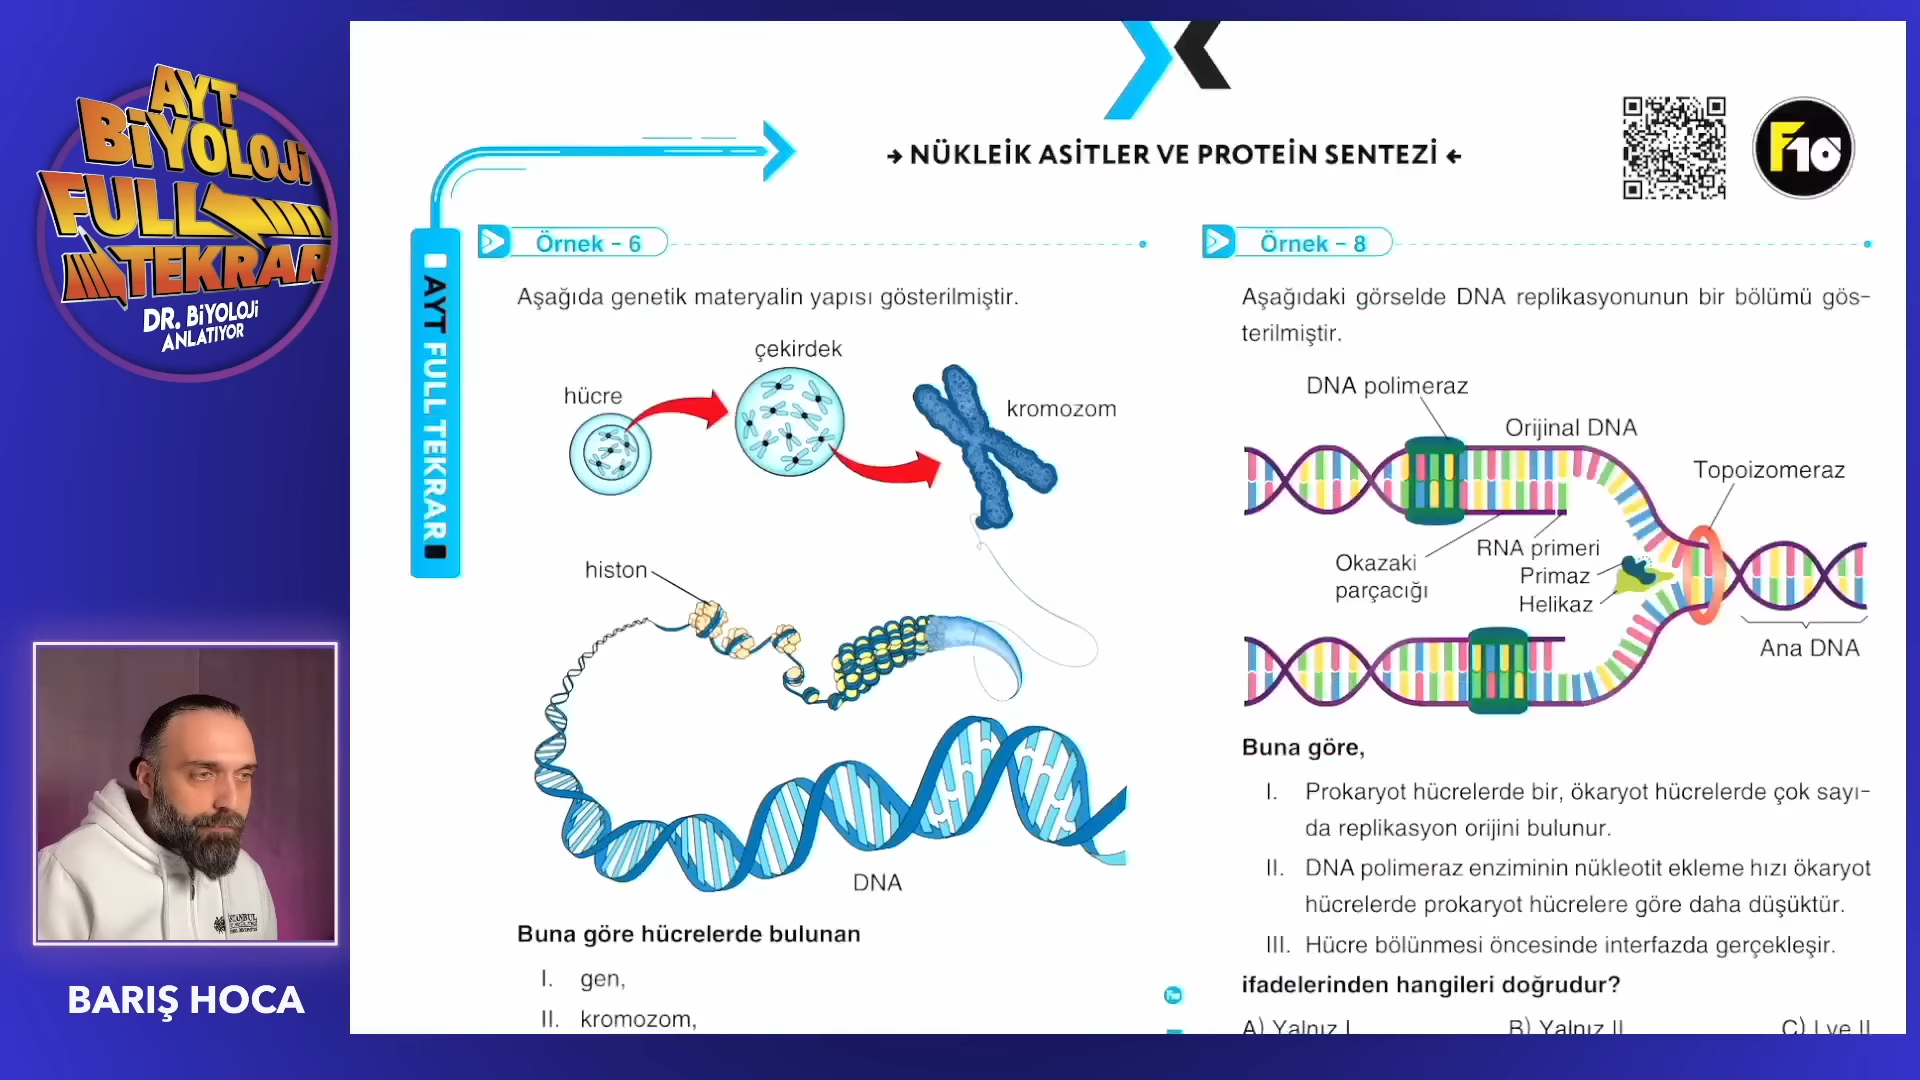 AYT
BİYOLOJİ
FULL
TEKRAR
DR. BİYOLOJİ
ANLATIYOR
BARIŞ HOCA
→ NÜKLEİK ASİTLER VE PROTEİN SENTEZİ ←
F10
AYT FULL TEKRAR
Örnek - 6
Aşağıda genetik materyalin yapısı gösterilmiştir.
hücre
çekirdek
kromozom
histon
DNA
Buna göre hücrelerde bulunan
I. gen,
II. kromozom,
Örnek - 8
Aşağıdaki görselde DNA replikasyonunun bir bölümü gös-
terilmiştir.
DNA polimeraz
Orijinal DNA
Topoizomeraz
Okazaki
parçacığı
RNA primeri
Primaz
Helikaz
Ana DNA
Buna göre,
I. Prokaryot hücrelerde bir, ökaryot hücrelerde çok sayı-
da replikasyon orijini bulunur.
II. DNA polimeraz enziminin nükleotit ekleme hızı ökaryot
hücrelerde prokaryot hücrelere göre daha düşüktür.
III. Hücre bölünmesi öncesinde interfazda gerçekleşir.
ifadelerinden hangileri doğrudur?
A) Yalnız I
B) Yalnız II
C) I ve II